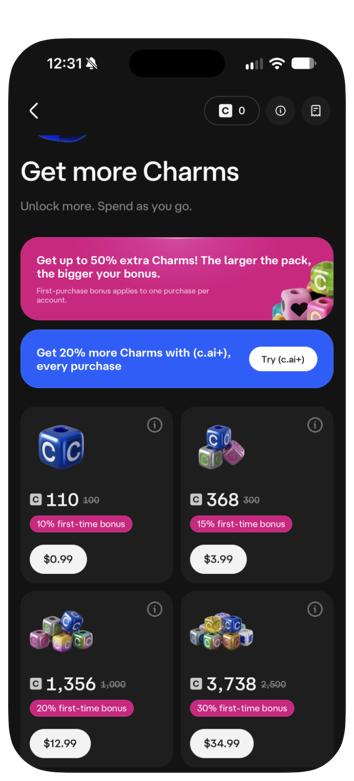 12:31
C 0
Get more Charms
Unlock more. Spend as you go.
Get up to 50% extra Charms! The larger the pack,
the bigger your bonus.
First-purchase bonus applies to one purchase per
account.
Get 20% more Charms with (c.ai+),
every purchase
Try (c.ai+)
C 110 100
10% first-time bonus
$0.99
C 368 300
15% first-time bonus
$3.99
C 1,356 1,000
20% first-time bonus
$12.99
C 3,738 2,500
30% first-time bonus
$34.99